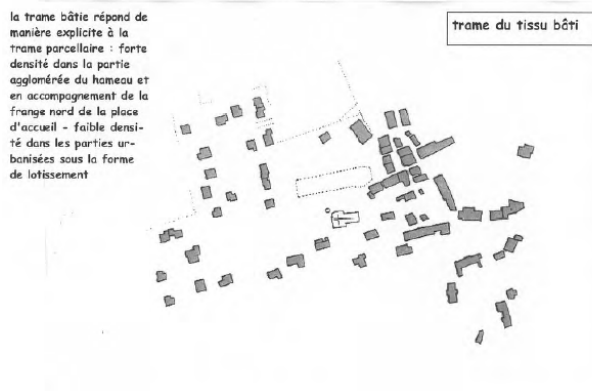 la trame bâtie répond de
manière explicite à la
trame parcellaire : forte
densité dans la partie
agglomérée du hameau et
en accompagnement de la
frange nord de la place
d'accueil - faible densi-
té dans les parties ur-
banisées sous la forme
de lotissement
trame du tissu bâti